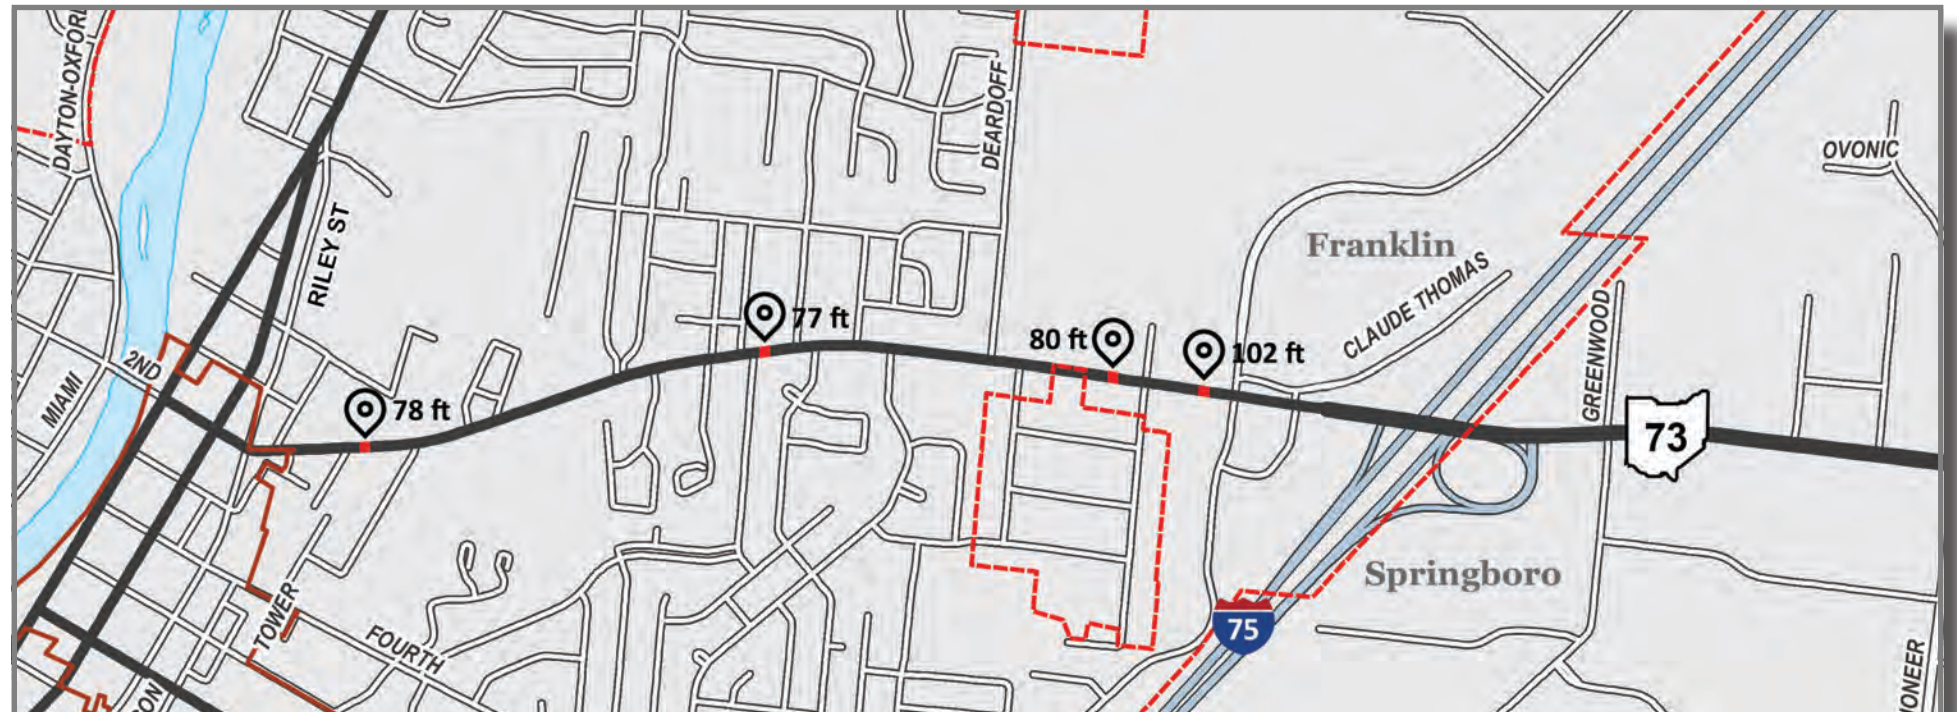 DAYTON-OXFORD
DEARDOFF
OVONIC
RILEY ST
Franklin
CLAUDE THOMAS
GREENWOOD
77 ft
80 ft
102 ft
2ND
MIAMI
78 ft
73
Springboro
TOWER
75
FOURTH